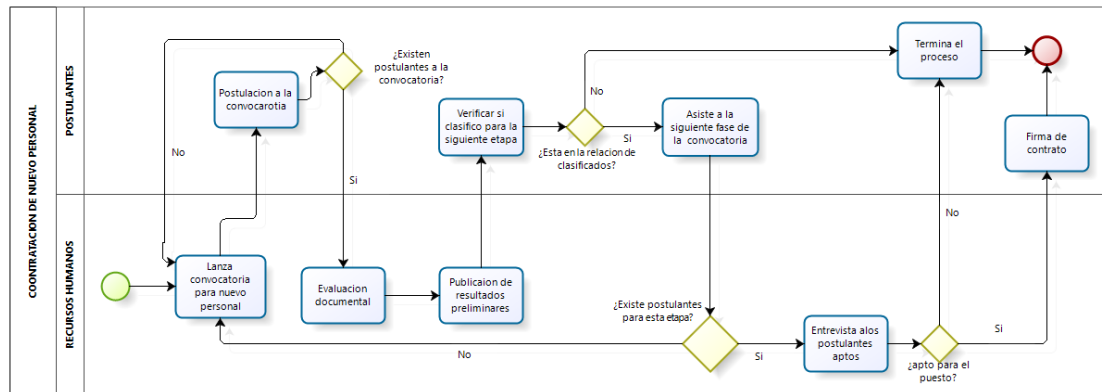 COONTRATACION DE NUEVO PERSONAL
POSTULANTES
¿Existen
postulantes a la
convocatoria?
Postulacion a la
convocarotia
No
Si
Verificar si
clasifico para la
siguiente etapa
¿Esta en la relacion de
clasificados?
No
Si
Asiste a la
siguiente fase de
la convocatoria
Termina el
proceso
Firma de
contrato
RECURSOS HUMANOS
Lanza
convocatoria
para nuevo
personal
Evaluacion
documental
Publicaion de
resultados
preliminares
¿Existe postulantes
para esta etapa?
No
Si
Entrevista alos
postulantes
aptos
¿apto para el
puesto?
No
Si